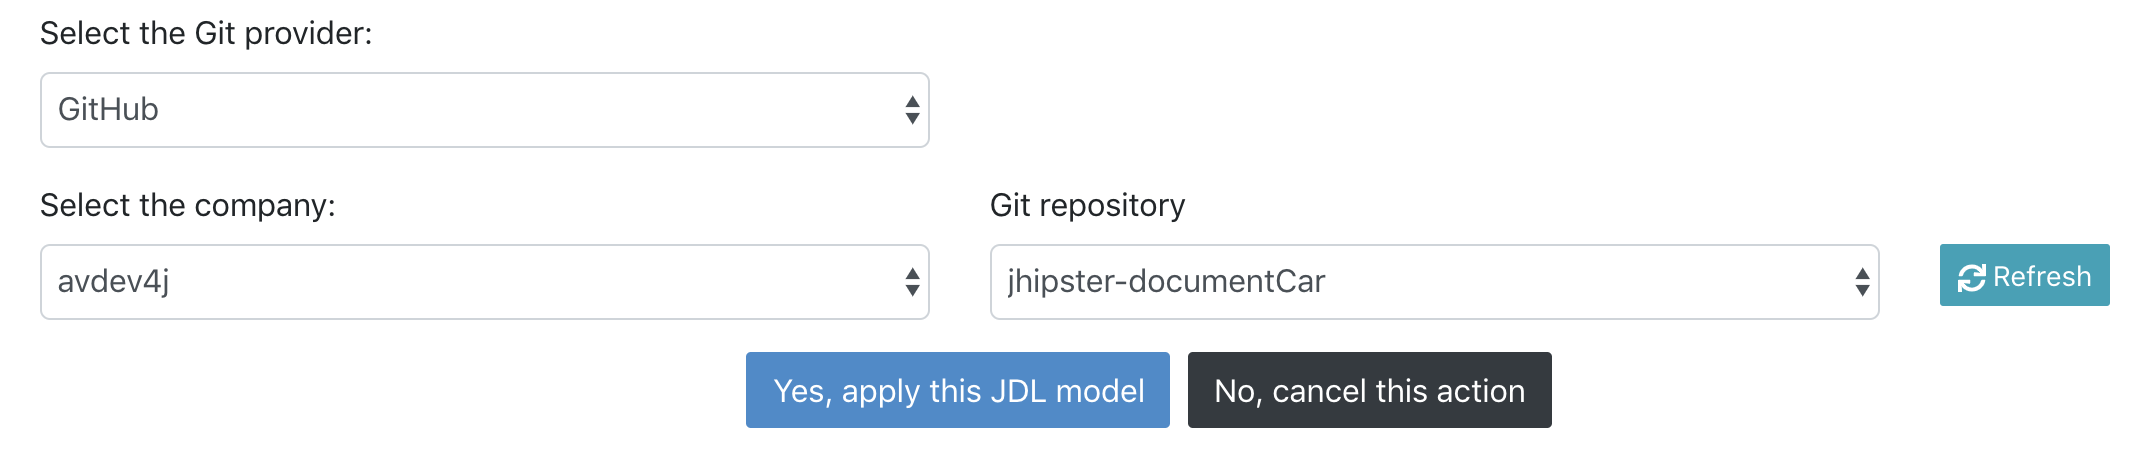 Select the Git provider:
GitHub
Select the company:
Git repository
avdev4j
jhipster-documentCar
Refresh
Yes, apply this JDL model
No, cancel this action